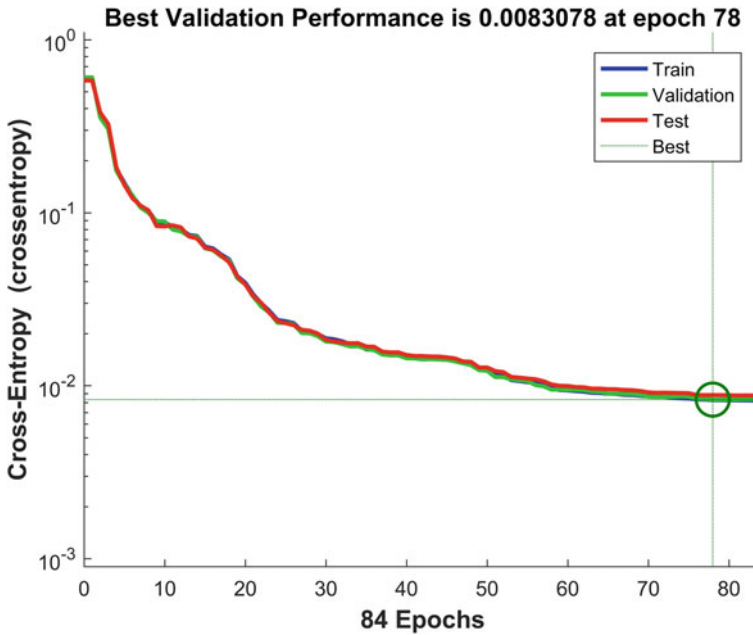 Best Validation Performance is 0.0083078 at epoch 78
Cross-Entropy (crossentropy)
10^0
10^-1
10^-2
10^-3
Train
Validation
Test
Best
0 10 20 30 40 50 60 70 80
84 Epochs